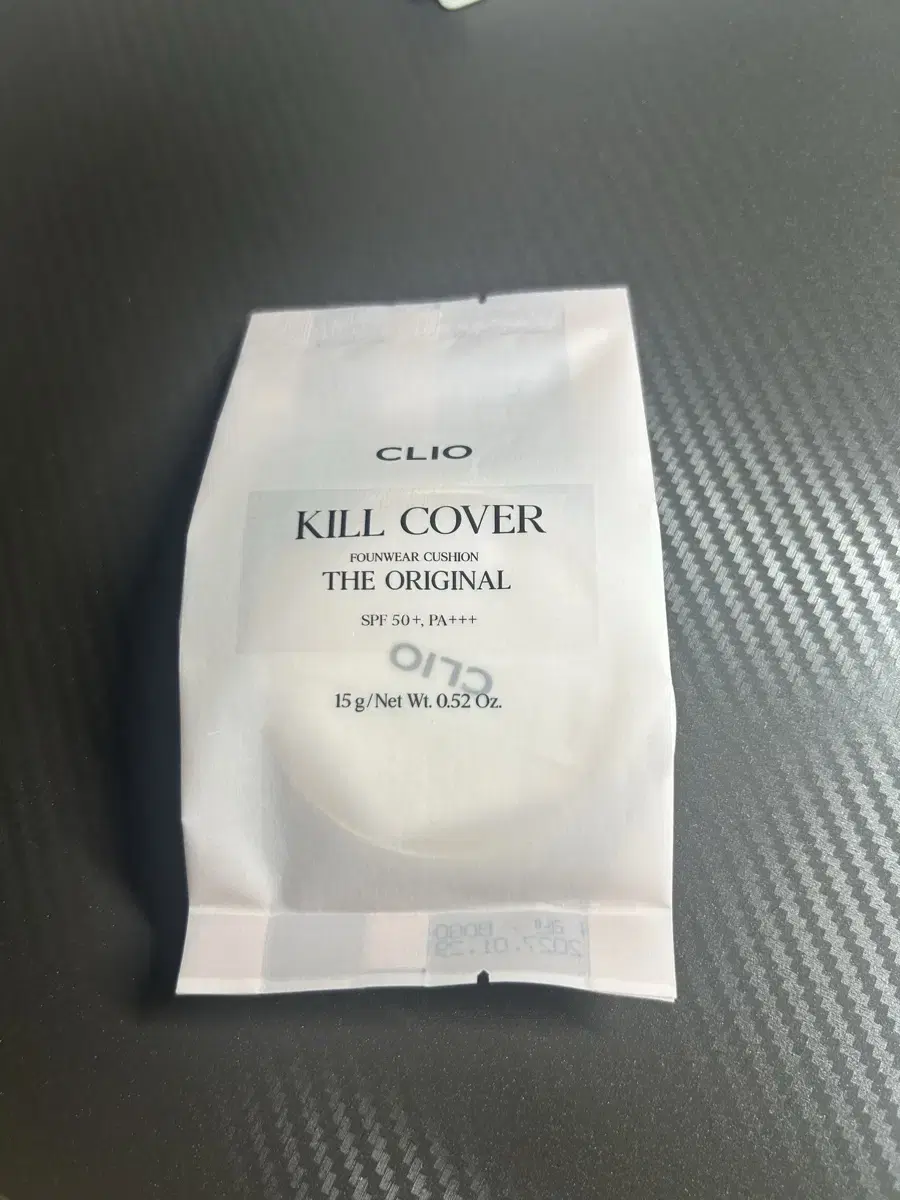 CLIO
KILL COVER
FOUNWEAR CUSHION
THE ORIGINAL
SPF 50+, PA+++
CLIO
15 g/Net Wt. 0.52 Oz.
2027.01.29